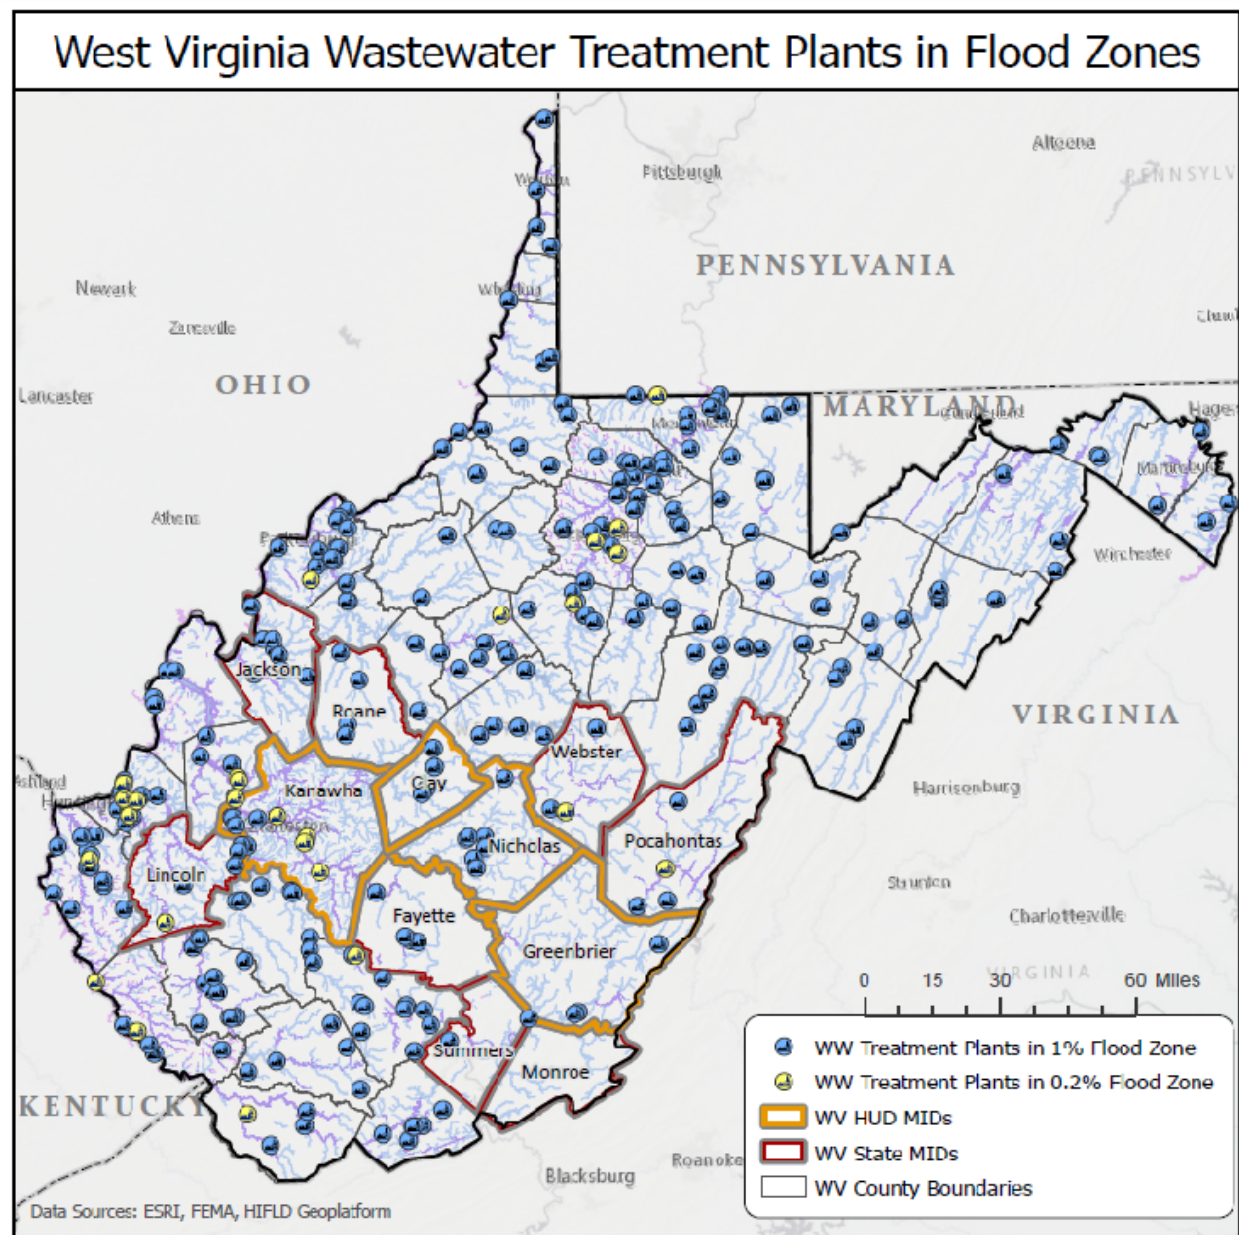 West Virginia Wastewater Treatment Plants in Flood Zones
Altoona
Pittsburgh
PENNSYLV
PENNSYLVANIA
Newark
Zanesville
OHIO
Lancaster
MARYLAND
Athens
Winchester
Jackson
Roane
VIRGINIA
Webster
Clay
Kanawha
Harrisonburg
Pocahontas
Nicholas
Lincoln
Staunton
Fayette
Charlottesville
Greenbrier
VIRGINIA
0 15 30 60 Miles
Summers
Monroe
KENTUCKY
Roanoke
Blacksburg
WW Treatment Plants in 1% Flood Zone
WW Treatment Plants in 0.2% Flood Zone
WV HUD MIDs
WV State MIDs
WV County Boundaries
Data Sources: ESRI, FEMA, HIFLD Geoplatform